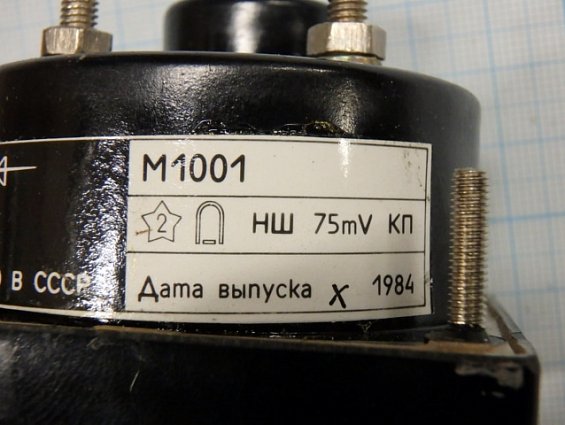 М1001
2 НШ 75mV КП
В СССР
Дата выпуска X 1984